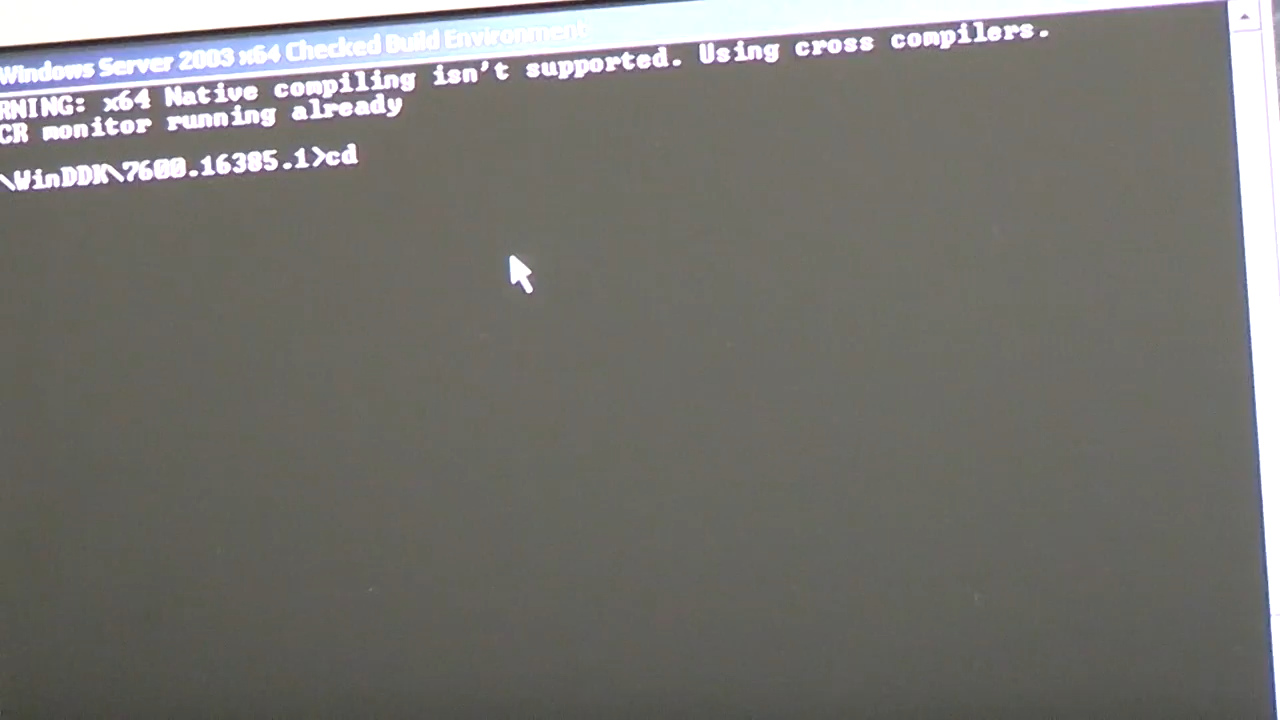 Windows Server 2003 x64 Checked Build Environment
RNING: x64 Native compiling isn't supported. Using cross compilers.
CR monitor running already
\WinDDK\7600.16385.1>cd